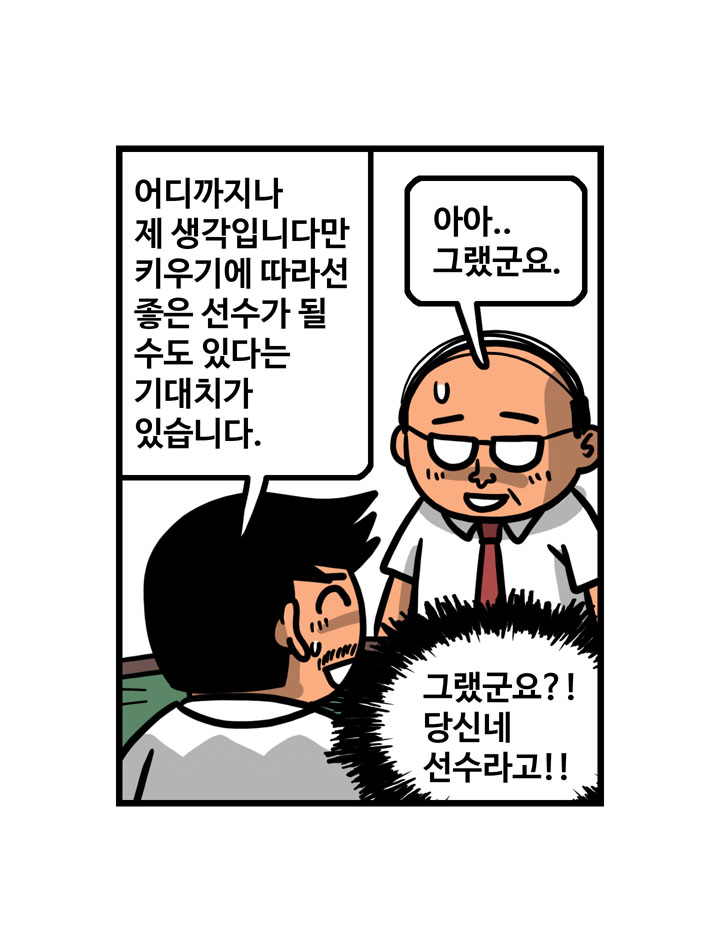 어디까지나
제 생각입니다만
키우기에 따라선
좋은 선수가 될
수도 있다는
기대치가
있습니다.
아아..
그랬군요.
그랬군요?!
당신네
선수라고!!